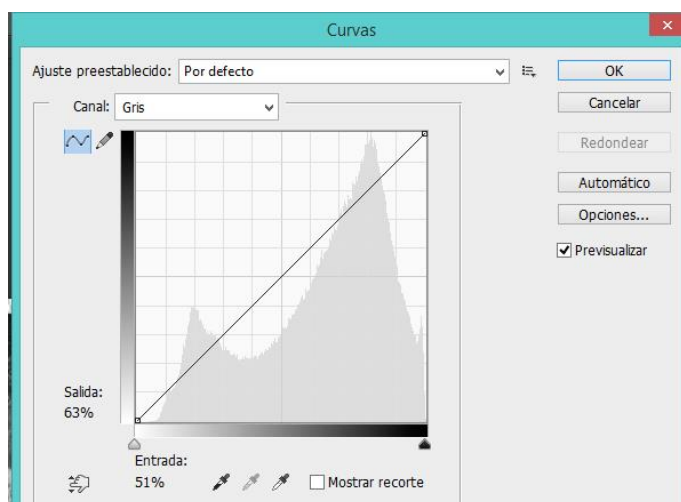 Curvas
Ajuste preestablecido: Por defecto
OK
Canal: Gris
Cancelar
Redondear
Automático
Opciones...
Previsualizar
Salida:
63%
Entrada:
51%
Mostrar recorte